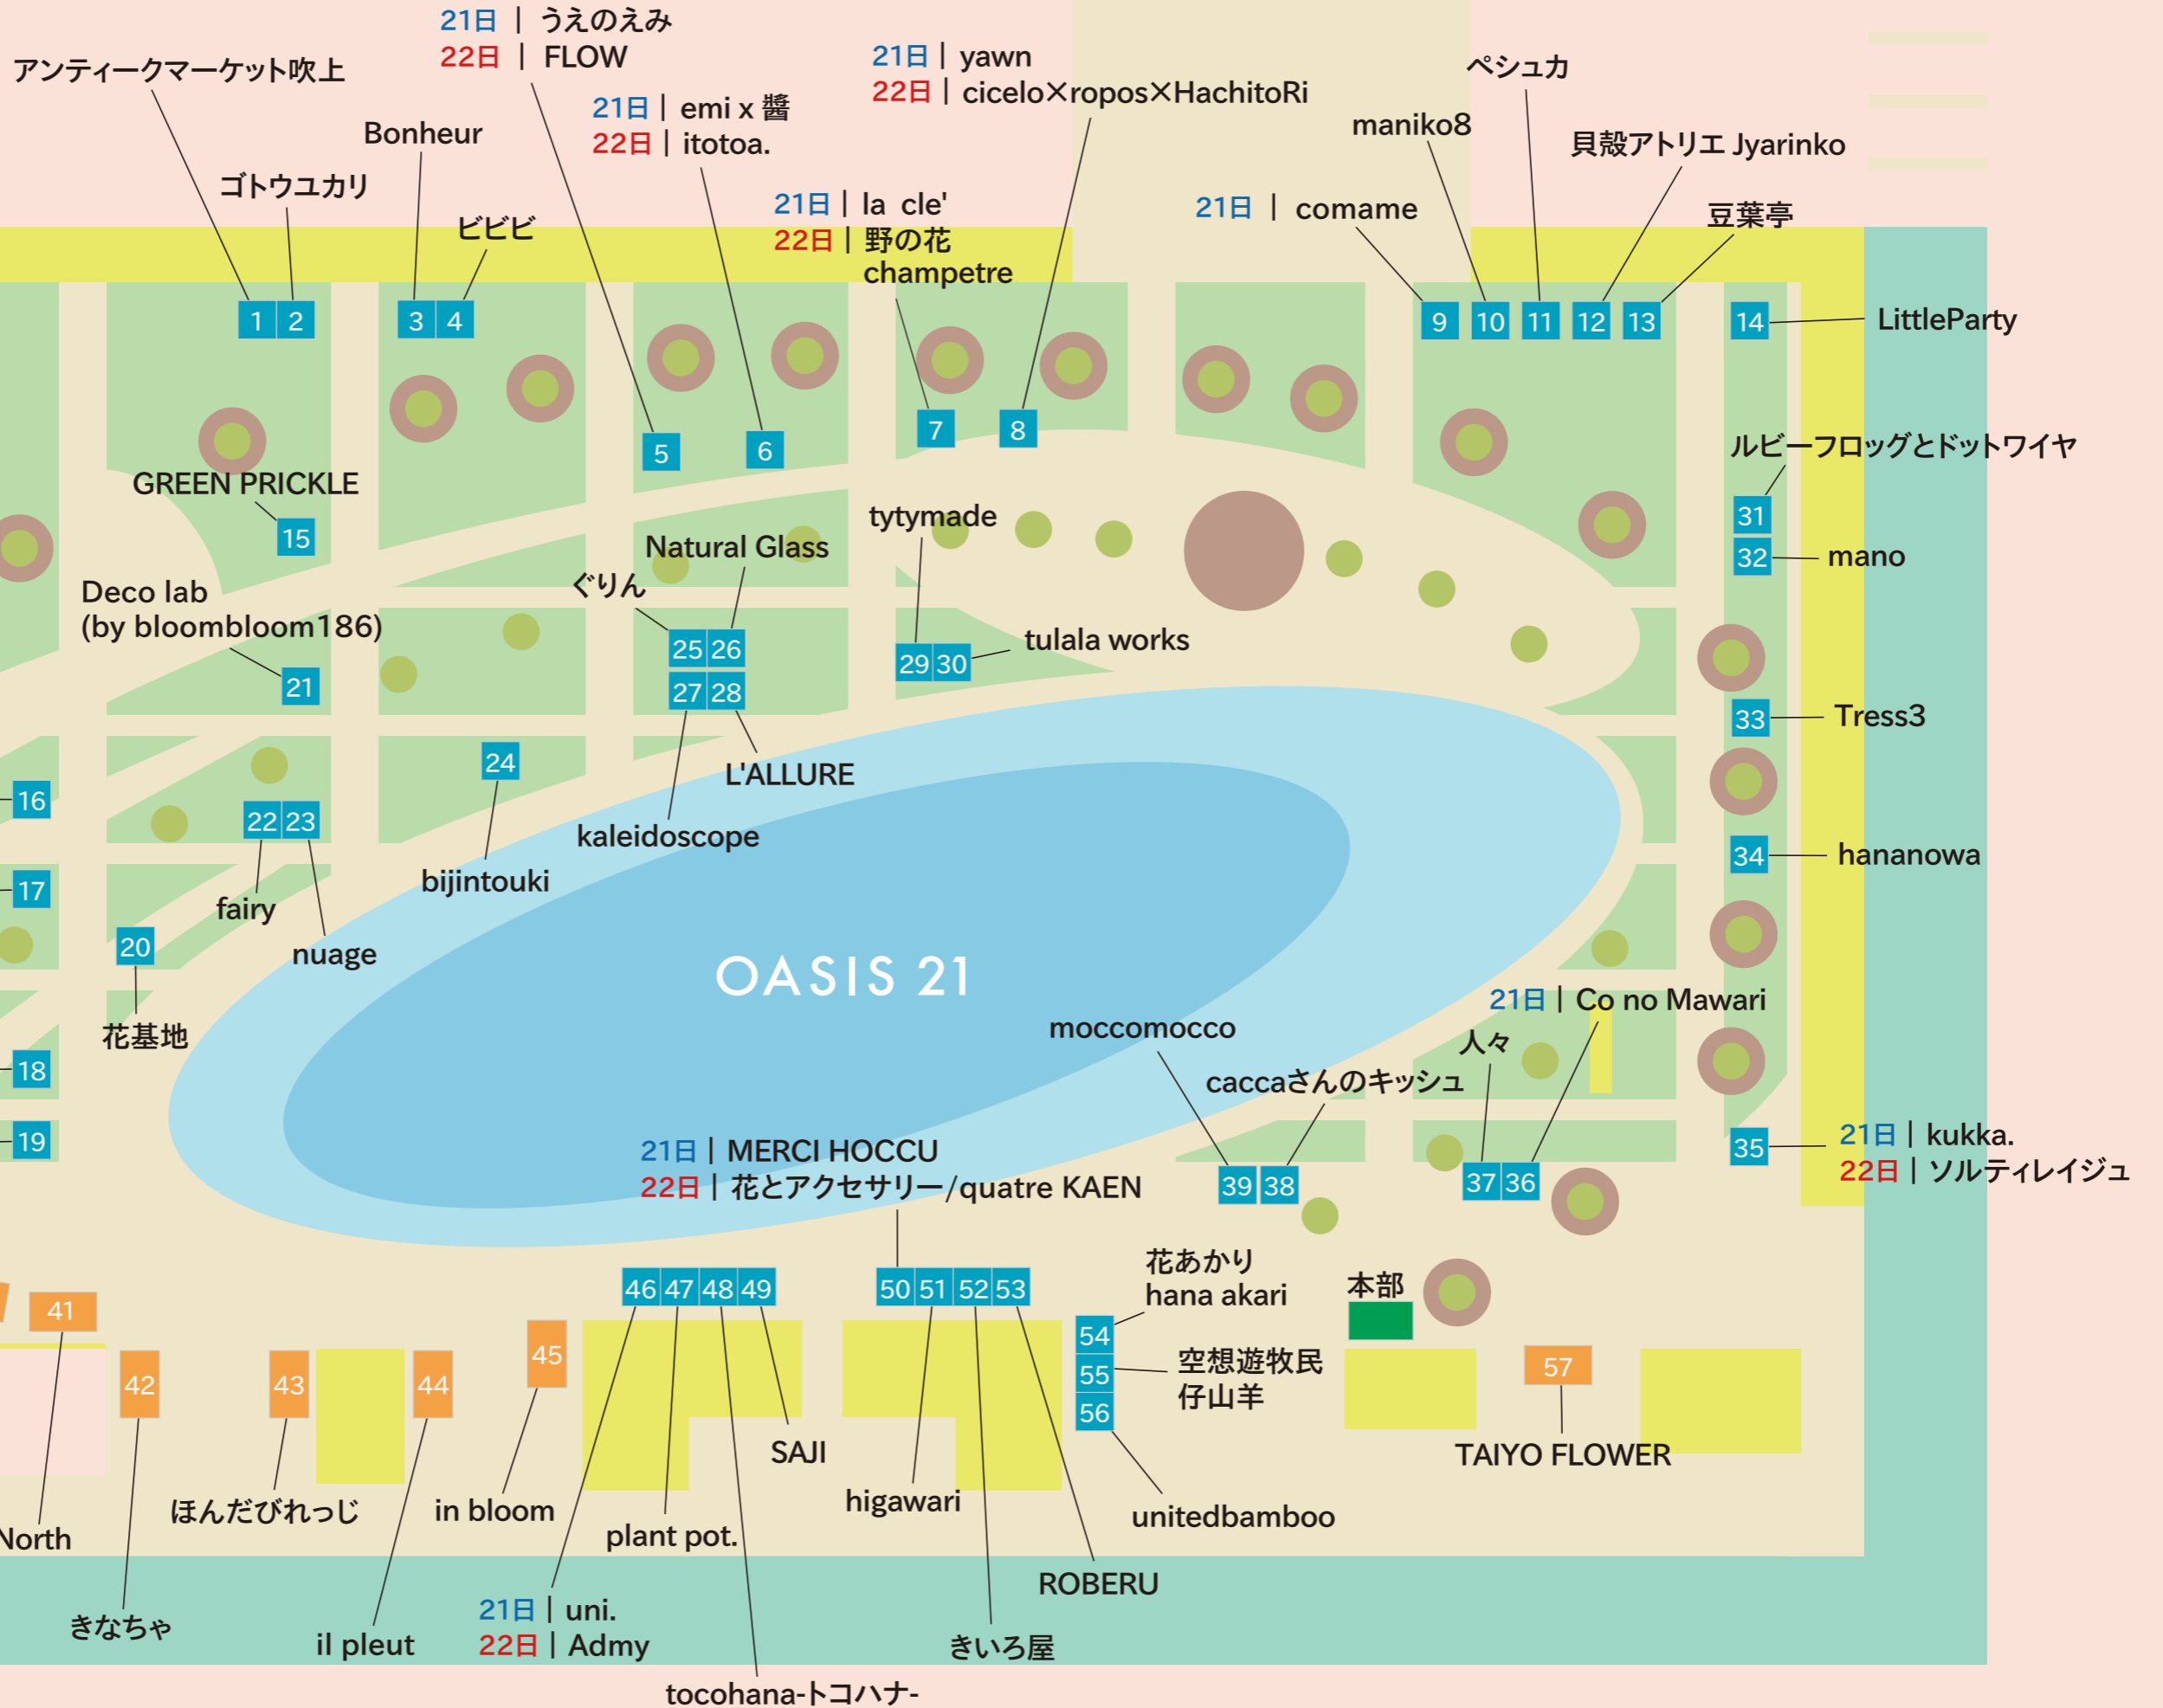 21日 | うえのえみ
22日 | FLOW
アンティークマーケット吹上
21日 | yawn
22日 | cicelo×ropos×HachitoRi
ペシュカ
21日 | emi x 醬
22日 | itotoa.
Bonheur
maniko8
貝殻アトリエ Jyarinko
ゴトウユカリ
ビビビ
21日 | la cle'
22日 | 野の花
champetre
21日 | comame
豆葉亭
1
2
3
4
9
10
11
12
13
14
LittleParty
5
6
7
8
ルビーフロッグとドットワイヤ
GREEN PRICKLE
15
31
32
mano
tytymade
Natural Glass
ぐりん
Deco lab
(by bloombloom186)
25
26
27
28
29
30
tulala works
21
33
Tress3
24
L'ALLURE
16
22
23
kaleidoscope
34
hananowa
17
bijintouki
fairy
20
nuage
OASIS 21
花基地
21日 | Co no Mawari
moccomocco
人々
18
caccaさんのキッシュ
19
21日 | MERCI HOCCU
22日 | 花とアクセサリー/quatre KAEN
35
21日 | kukka.
22日 | ソルティレイジュ
39
38
37
36
花あかり
hana akari
本部
46
47
48
49
50
51
52
53
41
54
55
56
空想遊牧民
仔山羊
57
45
42
43
44
SAJI
TAIYO FLOWER
higawari
unitedbamboo
ほんだびれっじ
in bloom
plant pot.
North
ROBERU
21日 | uni.
22日 | Admy
きなちゃ
il pleut
きいろ屋
tocohana-トコハナ-